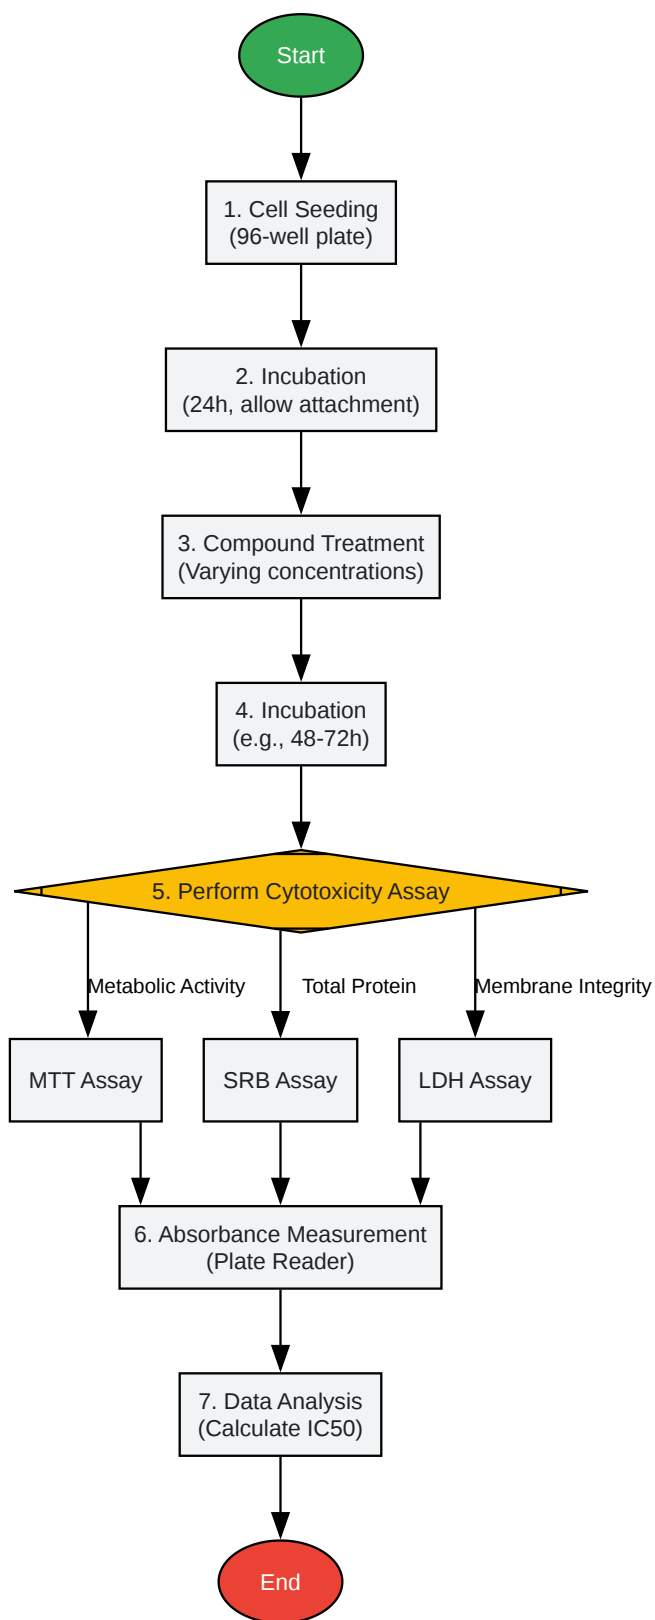 Start
1. Cell Seeding
(96-well plate)
2. Incubation
(24h, allow attachment)
3. Compound Treatment
(Varying concentrations)
4. Incubation
(e.g., 48-72h)
5. Perform Cytotoxicity Assay
Metabolic Activity
Total Protein
Membrane Integrity
MTT Assay
SRB Assay
LDH Assay
6. Absorbance Measurement
(Plate Reader)
7. Data Analysis
(Calculate IC50)
End